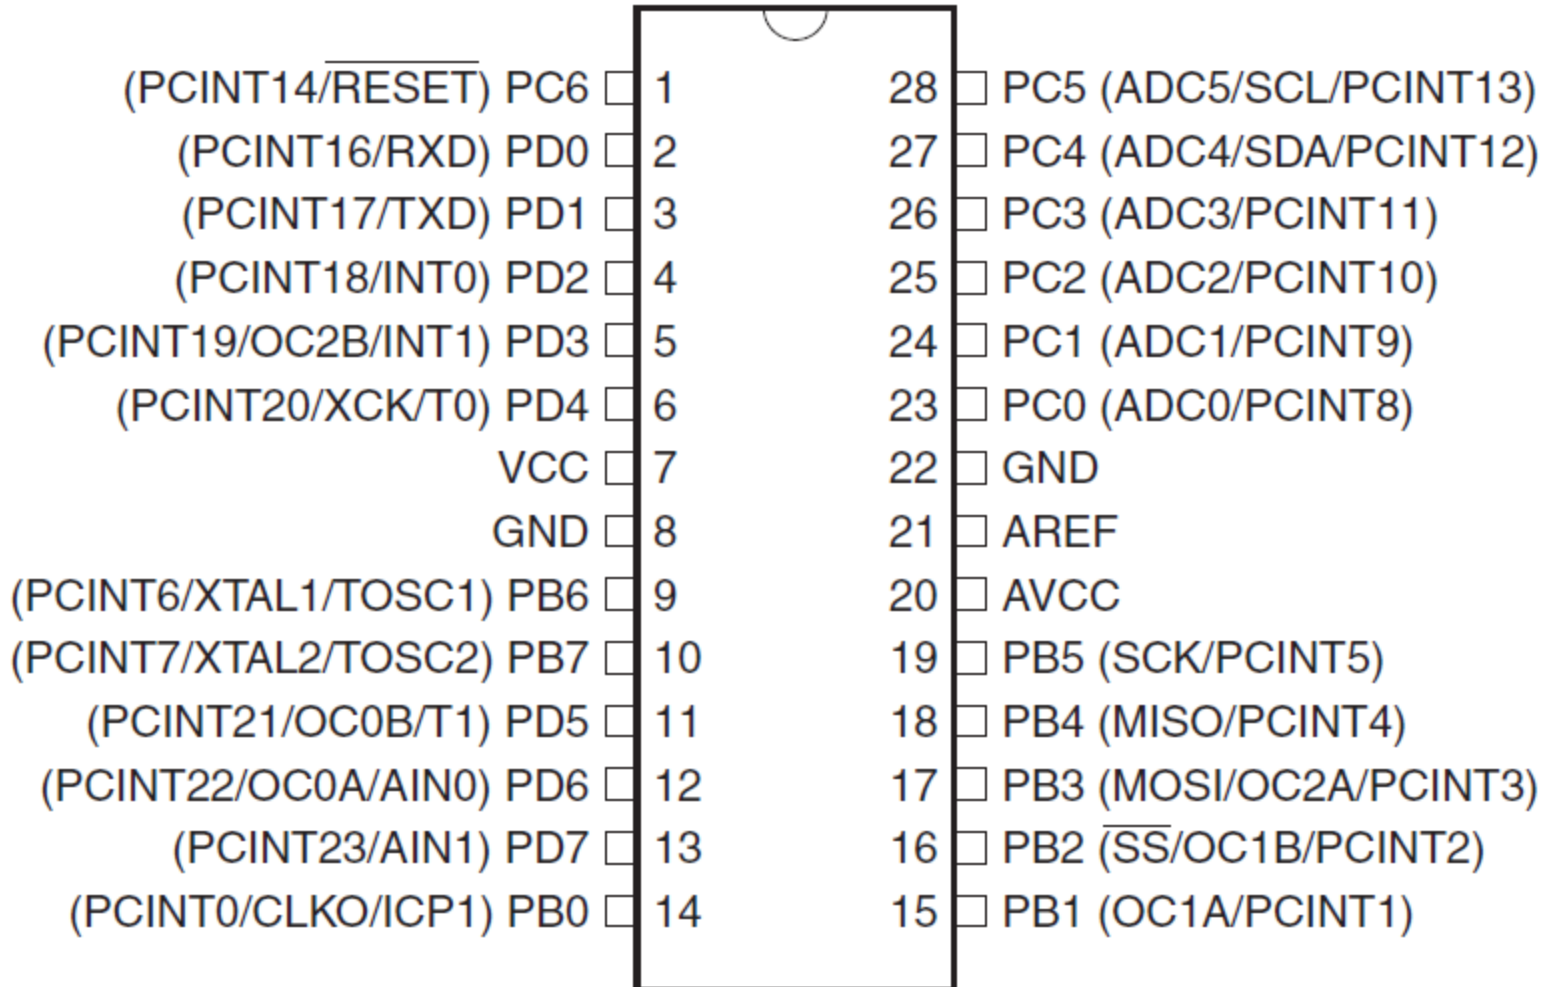 (PCINT14/RESET) PC6 1 28 PC5 (ADC5/SCL/PCINT13)
(PCINT16/RXD) PD0 2 27 PC4 (ADC4/SDA/PCINT12)
(PCINT17/TXD) PD1 3 26 PC3 (ADC3/PCINT11)
(PCINT18/INT0) PD2 4 25 PC2 (ADC2/PCINT10)
(PCINT19/OC2B/INT1) PD3 5 24 PC1 (ADC1/PCINT9)
(PCINT20/XCK/T0) PD4 6 23 PC0 (ADC0/PCINT8)
VCC 7 22 GND
GND 8 21 AREF
(PCINT6/XTAL1/TOSC1) PB6 9 20 AVCC
(PCINT7/XTAL2/TOSC2) PB7 10 19 PB5 (SCK/PCINT5)
(PCINT21/OC0B/T1) PD5 11 18 PB4 (MISO/PCINT4)
(PCINT22/OC0A/AIN0) PD6 12 17 PB3 (MOSI/OC2A/PCINT3)
(PCINT23/AIN1) PD7 13 16 PB2 (SS/OC1B/PCINT2)
(PCINT0/CLKO/ICP1) PB0 14 15 PB1 (OC1A/PCINT1)